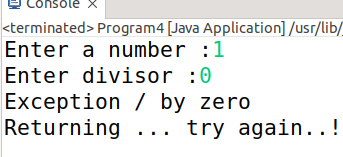 Console
<terminated> Program4 [Java Application] /usr/lib/
Enter a number :1
Enter divisor :0
Exception / by zero
Returning ... try again..!